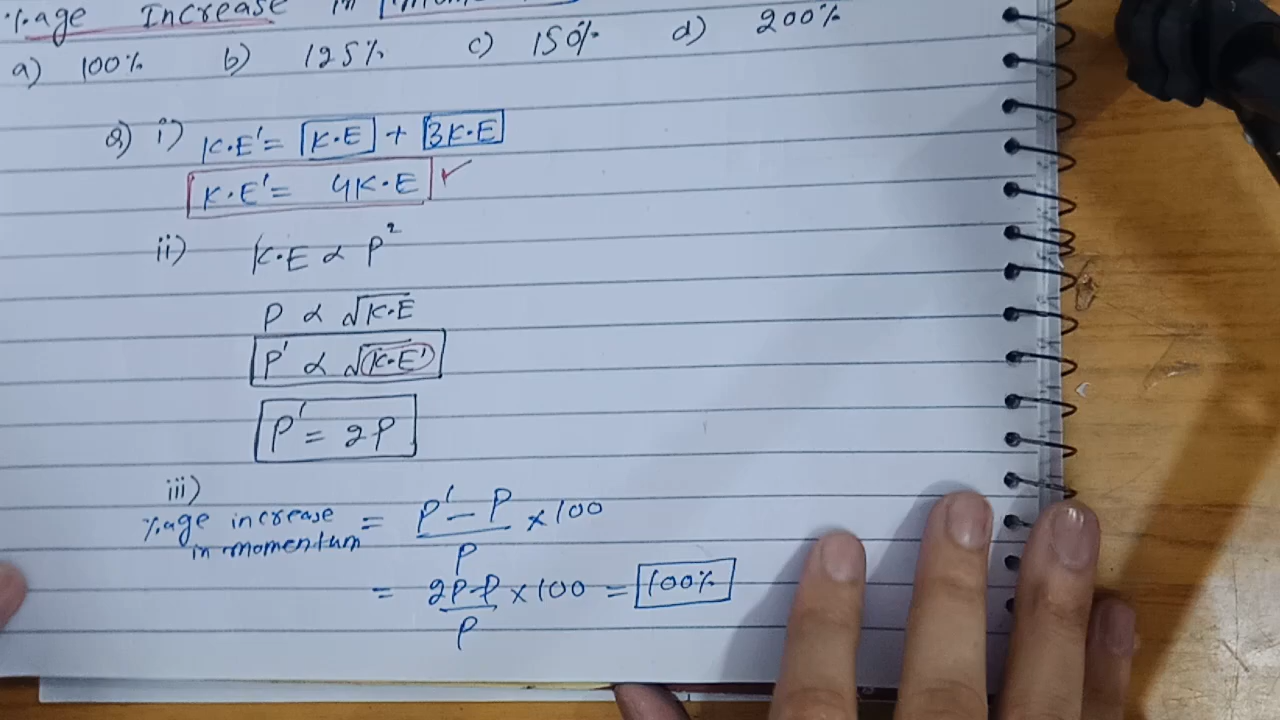 %age Increase in
a) 100% b) 125% c) 150% d) 200%
2) i) K.E' = K.E + 3K.E
K.E' = 4K.E ✓
ii) K.E ∝ P²
P ∝ √K.E
P' ∝ √K.E'
P' = 2P
iii)
%age increase in momentum = P' - P / P × 100
= 2P - P / P × 100 = 100%